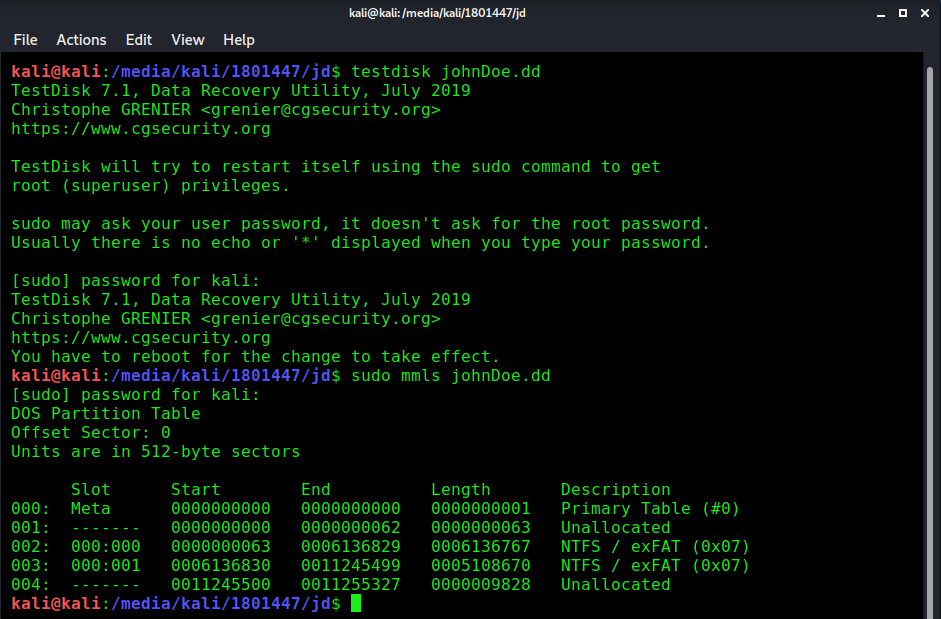 kali@kali: /media/kali/1801447/jd
File Actions Edit View Help
kali@kali:/media/kali/1801447/jd$ testdisk johnDoe.dd
TestDisk 7.1, Data Recovery Utility, July 2019
Christophe GRENIER <grenier@cgsecurity.org>
https://www.cgsecurity.org
TestDisk will try to restart itself using the sudo command to get
root (superuser) privileges.
sudo may ask your user password, it doesn't ask for the root password.
Usually there is no echo or '*' displayed when you type your password.
[sudo] password for kali:
TestDisk 7.1, Data Recovery Utility, July 2019
Christophe GRENIER <grenier@cgsecurity.org>
https://www.cgsecurity.org
You have to reboot for the change to take effect.
kali@kali:/media/kali/1801447/jd$ sudo mmls johnDoe.dd
[sudo] password for kali:
DOS Partition Table
Offset Sector: 0
Units are in 512-byte sectors
      Slot      Start        End          Length       Description
000:  Meta      0000000000   0000000000   0000000001   Primary Table (#0)
001:  -------   0000000000   0000000062   0000000063   Unallocated
002:  000:000   0000000063   0006136829   0006136767   NTFS / exFAT (0x07)
003:  000:001   0006136830   0011245499   0005108670   NTFS / exFAT (0x07)
004:  -------   0011245500   0011255327   0000009828   Unallocated
kali@kali:/media/kali/1801447/jd$